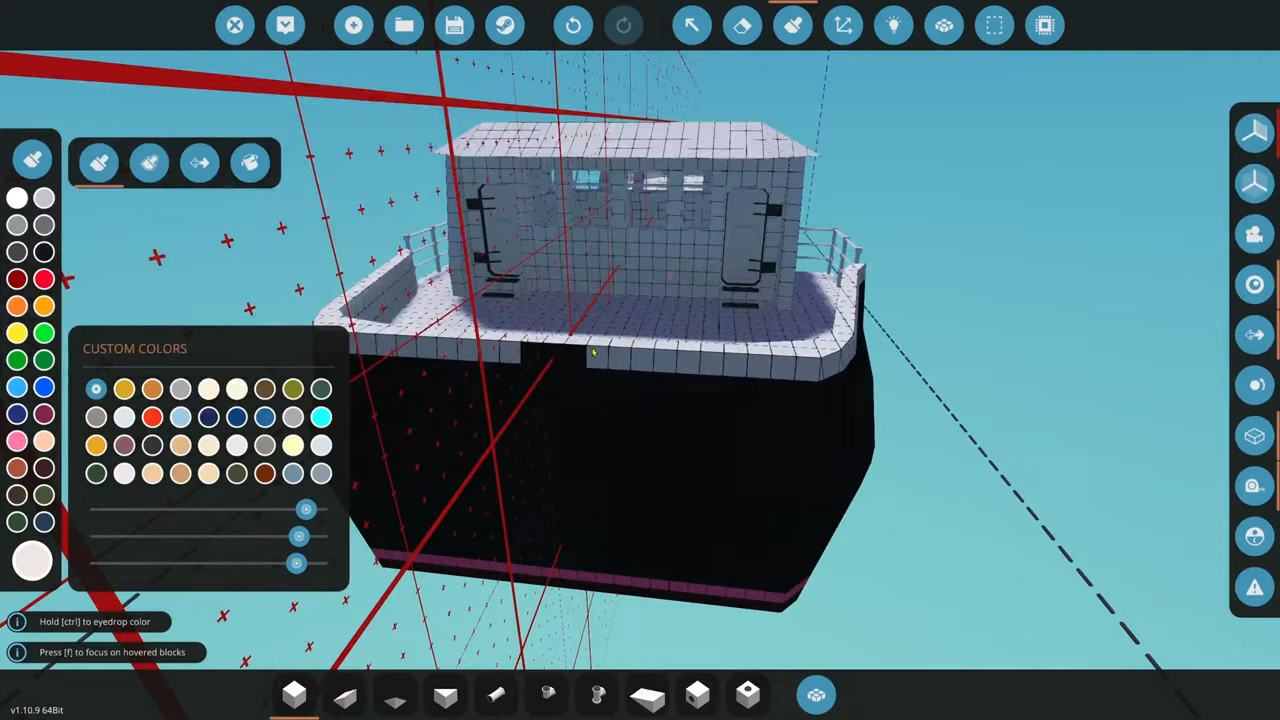 CUSTOM COLORS
Hold [ctrl] to eyedrop color
Press [f] to focus on hovered blocks
v1.10.9 64Bit